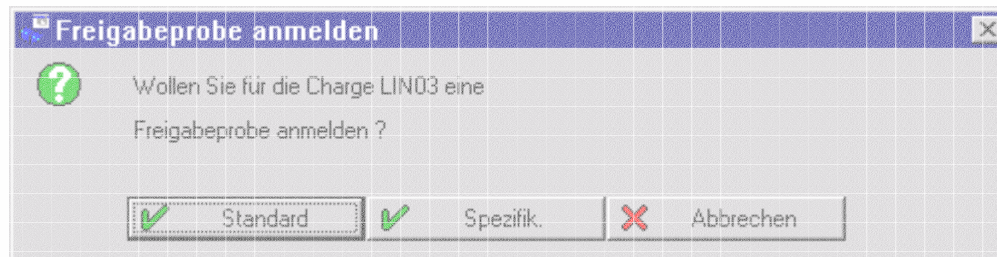 Freigabeprobe anmelden
Wollen Sie für die Charge LIN03 eine
Freigabeprobe anmelden ?
Standard Spezifik. Abbrechen